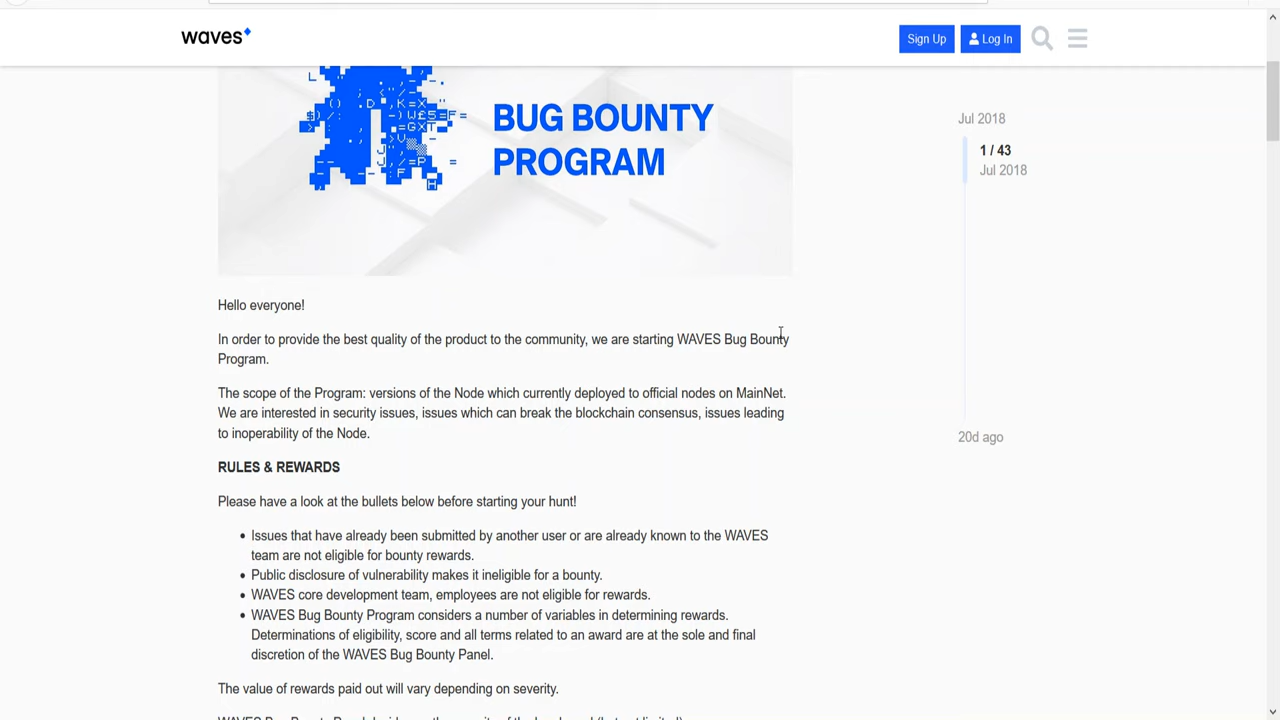 waves
Sign Up
Log In
BUG BOUNTY
PROGRAM
Jul 2018
1 / 43
Jul 2018
20d ago
Hello everyone!
In order to provide the best quality of the product to the community, we are starting WAVES Bug Bounty
Program.
The scope of the Program: versions of the Node which currently deployed to official nodes on MainNet.
We are interested in security issues, issues which can break the blockchain consensus, issues leading
to inoperability of the Node.
RULES & REWARDS
Please have a look at the bullets below before starting your hunt!
• Issues that have already been submitted by another user or are already known to the WAVES
team are not eligible for bounty rewards.
• Public disclosure of vulnerability makes it ineligible for a bounty.
• WAVES core development team, employees are not eligible for rewards.
• WAVES Bug Bounty Program considers a number of variables in determining rewards.
Determinations of eligibility, score and all terms related to an award are at the sole and final
discretion of the WAVES Bug Bounty Panel.
The value of rewards paid out will vary depending on severity.